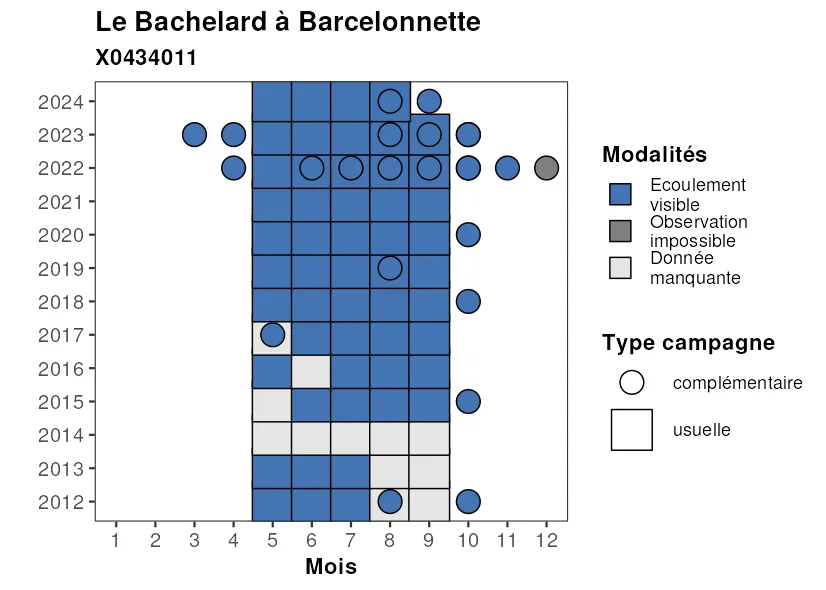 Le Bachelard à Barcelonnette
X0434011
2024
2023
2022
2021
2020
2019
2018
2017
2016
2015
2014
2013
2012
1 2 3 4 5 6 7 8 9 10 11 12
Mois
Modalités
Ecoulement
visible
Observation
impossible
Donnée
manquante
Type campagne
complémentaire
usuelle